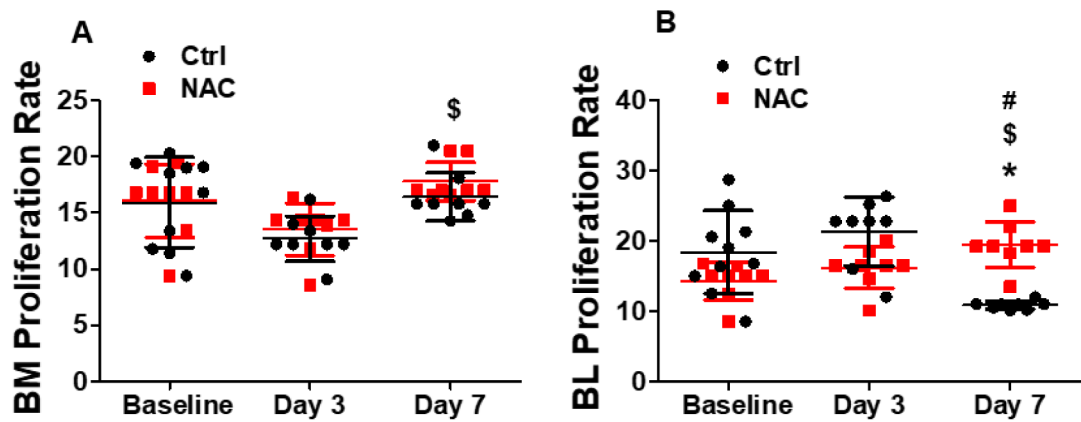 A
Ctrl
NAC
BM Proliferation Rate
25
20
15
10
5
0
$
Baseline
Day 3
Day 7
B
Ctrl
NAC
BL Proliferation Rate
40
30
20
10
0
#
$
*
Baseline
Day 3
Day 7